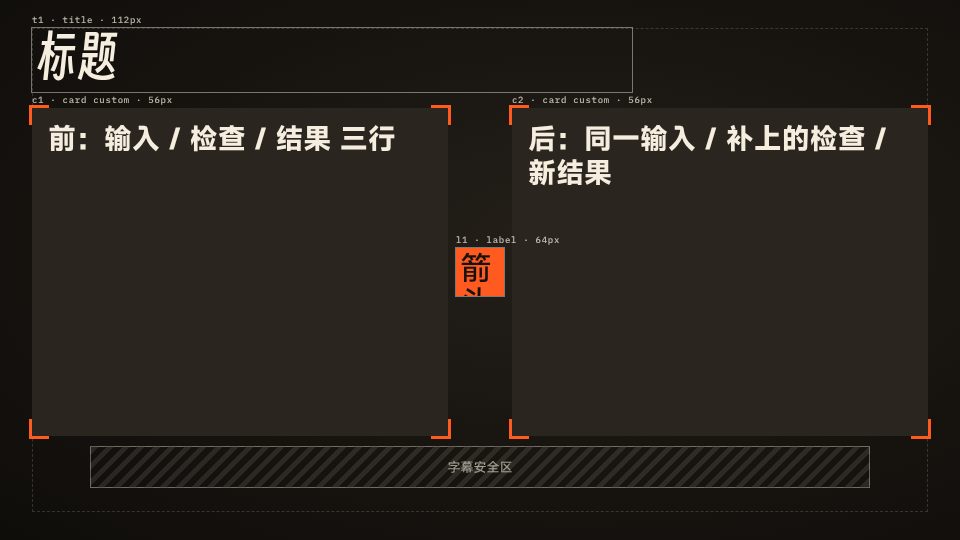 t1 · title · 112px
标题
c1 · card custom · 56px
前: 输入 / 检查 / 结果 三行
c2 · card custom · 56px
后: 同一输入 / 补上的检查 /
新结果
l1 · label · 64px
箭
字幕安全区